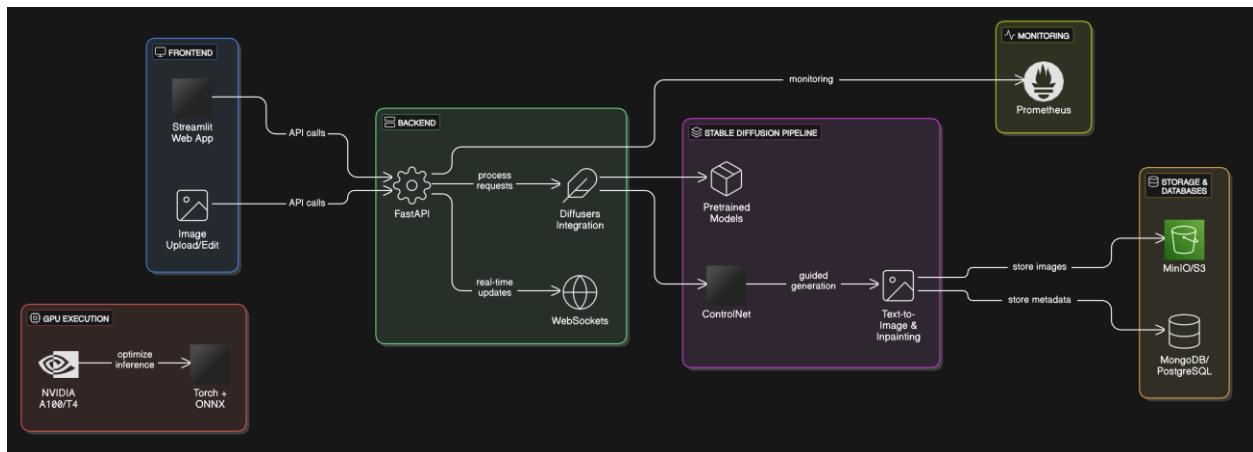 FRONTEND
Streamlit
Web App
API calls
Image
Upload/Edit
API calls
GPU EXECUTION
NVIDIA
A100/T4
optimize
inference
Torch +
ONNX
BACKEND
FastAPI
process
requests
Diffusers
Integration
real-time
updates
WebSockets
monitoring
MONITORING
Prometheus
STABLE DIFFUSION PIPELINE
Pretrained
Models
ControlNet
guided
generation
Text-to-
Image &
Inpainting
store images
store metadata
STORAGE &
DATABASES
MinIO/S3
MongoDB/
PostgreSQL